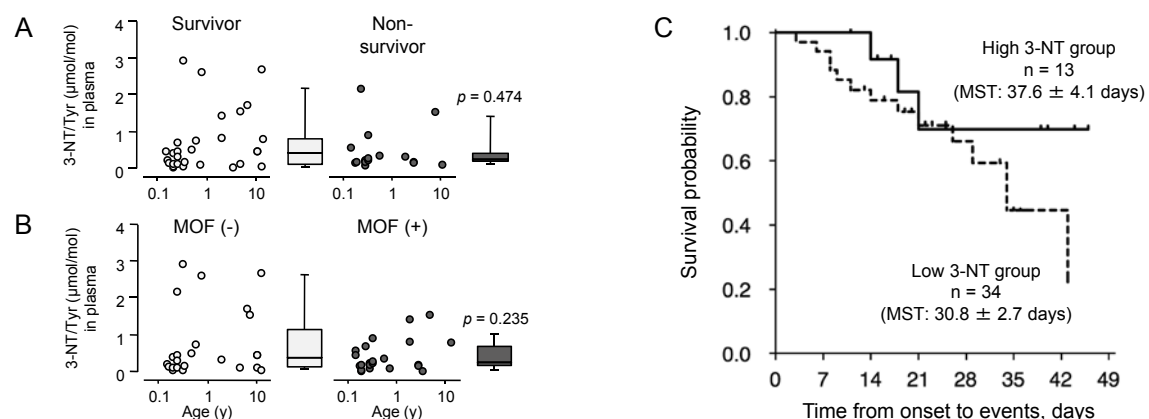 A
3-NT/Tyr (μmol/mol)
in plasma
4
3
2
1
0
Survivor
Non-
survivor
p = 0.474
0.1 1 10 0.1 1 10
B
3-NT/Tyr (μmol/mol)
in plasma
4
3
2
1
0
MOF (-) MOF (+)
p = 0.235
0.1 1 10 0.1 1 10
Age (y) Age (y)
C
Survival probability
1.0
0.8
0.6
0.4
0.2
0.0
High 3-NT group
n = 13
(MST: 37.6 ± 4.1 days)
Low 3-NT group
n = 34
(MST: 30.8 ± 2.7 days)
0 7 14 21 28 35 42 49
Time from onset to events, days